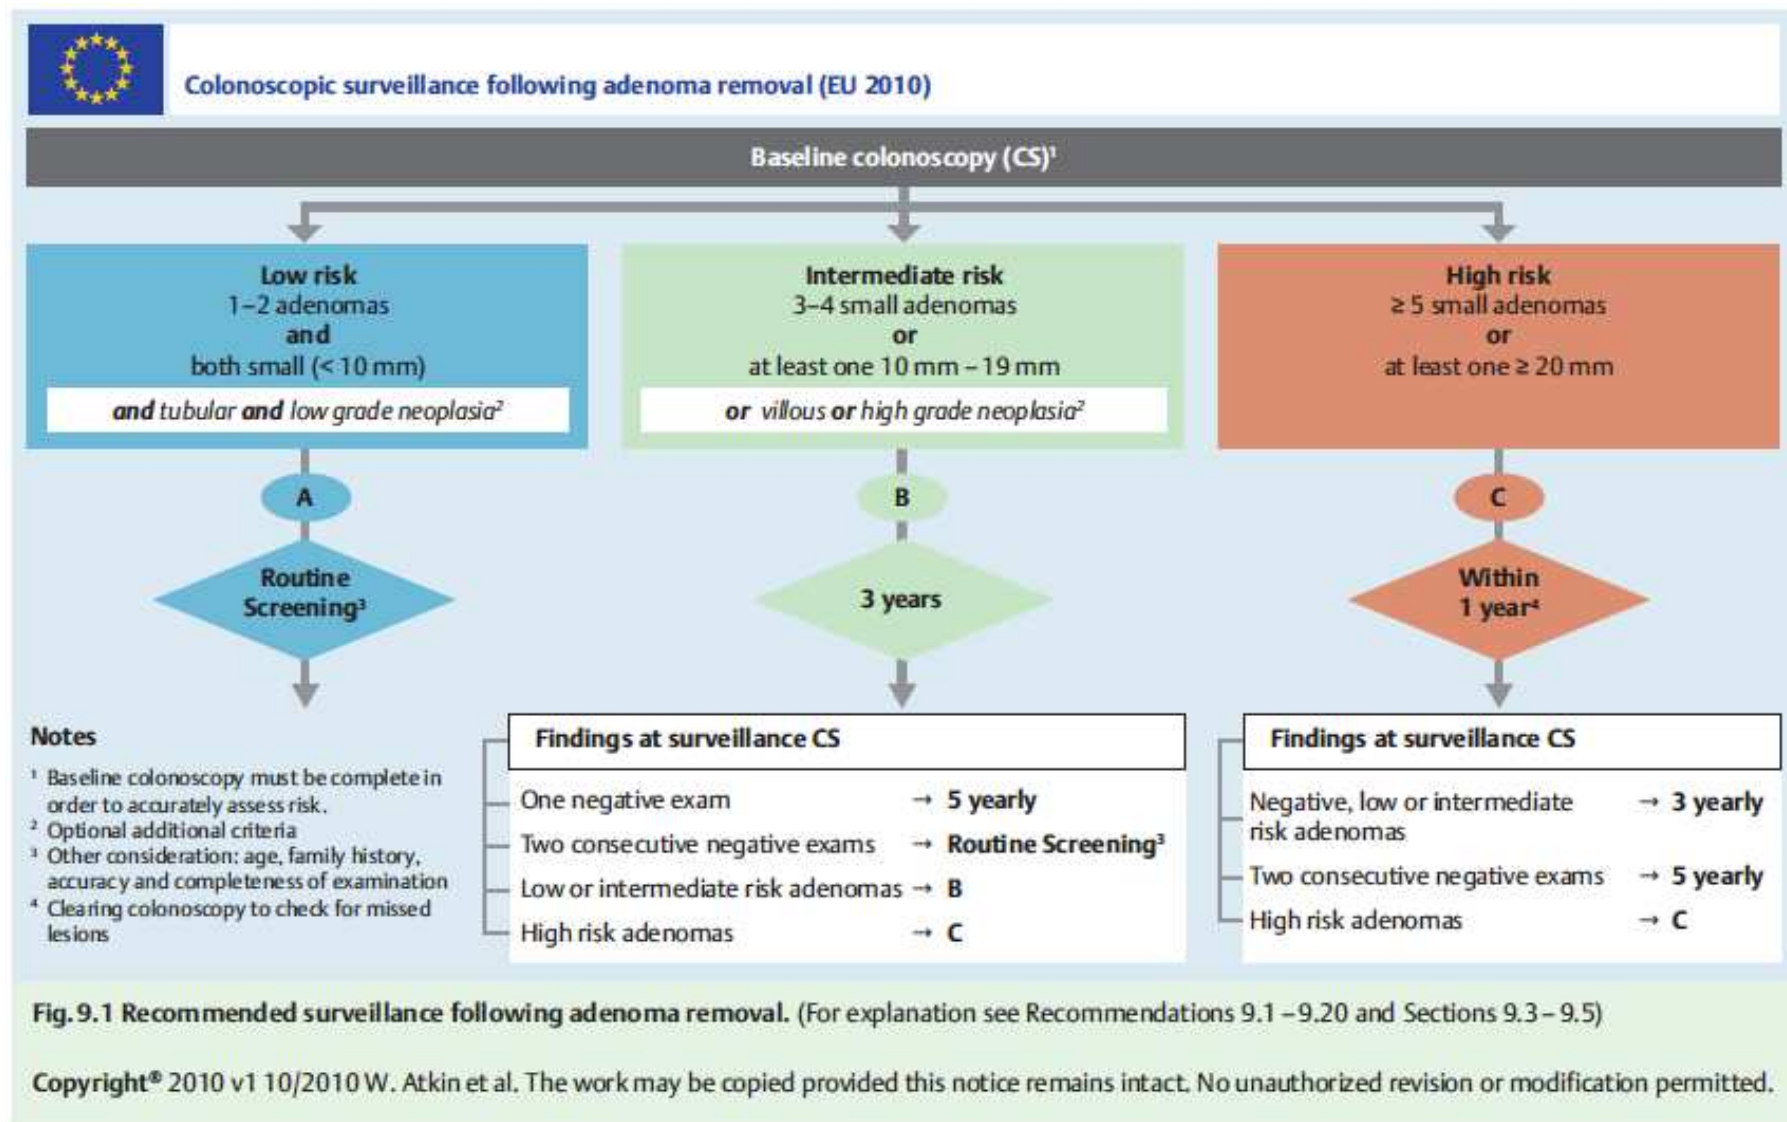 Colonoscopic surveillance following adenoma removal (EU 2010)
Baseline colonoscopy (CS)¹
Low risk
1–2 adenomas
and
both small (< 10 mm)
and tubular and low grade neoplasia²
Intermediate risk
3–4 small adenomas
or
at least one 10 mm – 19 mm
or villous or high grade neoplasia²
High risk
≥ 5 small adenomas
or
at least one ≥ 20 mm
A
B
C
Routine
Screening³
3 years
Within
1 year⁴
Notes
¹ Baseline colonoscopy must be complete in
order to accurately assess risk.
² Optional additional criteria
³ Other consideration: age, family history,
accuracy and completeness of examination
⁴ Clearing colonoscopy to check for missed
lesions
Findings at surveillance CS
One negative exam → 5 yearly
Two consecutive negative exams → Routine Screening³
Low or intermediate risk adenomas → B
High risk adenomas → C
Findings at surveillance CS
Negative, low or intermediate → 3 yearly
risk adenomas
Two consecutive negative exams → 5 yearly
High risk adenomas → C
Fig. 9.1 Recommended surveillance following adenoma removal. (For explanation see Recommendations 9.1 – 9.20 and Sections 9.3 – 9.5)
Copyright® 2010 v1 10/2010 W. Atkin et al. The work may be copied provided this notice remains intact. No unauthorized revision or modification permitted.